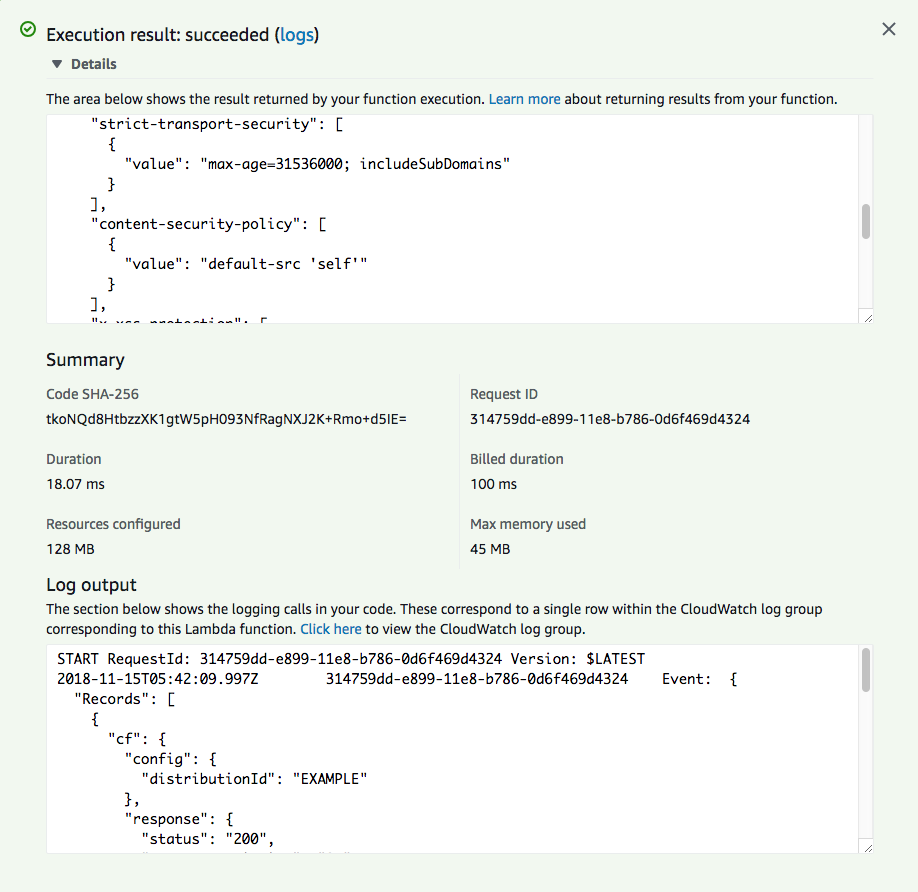 Execution result: succeeded (logs)
Details
The area below shows the result returned by your function execution. Learn more about returning results from your function.
"strict-transport-security": [
{
"value": "max-age=31536000; includeSubDomains"
}
],
"content-security-policy": [
{
"value": "default-src 'self'"
}
],
"x-xss-protection": [
Summary
Code SHA-256
tkoNQd8HtbzzXK1gtW5pH093NfRagNXJ2K+Rmo+d5IE=
Request ID
314759dd-e899-11e8-b786-0d6f469d4324
Duration
18.07 ms
Billed duration
100 ms
Resources configured
128 MB
Max memory used
45 MB
Log output
The section below shows the logging calls in your code. These correspond to a single row within the CloudWatch log group
corresponding to this Lambda function. Click here to view the CloudWatch log group.
START RequestId: 314759dd-e899-11e8-b786-0d6f469d4324 Version: $LATEST
2018-11-15T05:42:09.997Z 314759dd-e899-11e8-b786-0d6f469d4324 Event: {
"Records": [
{
"cf": {
"config": {
"distributionId": "EXAMPLE"
},
"response": {
"status": "200",